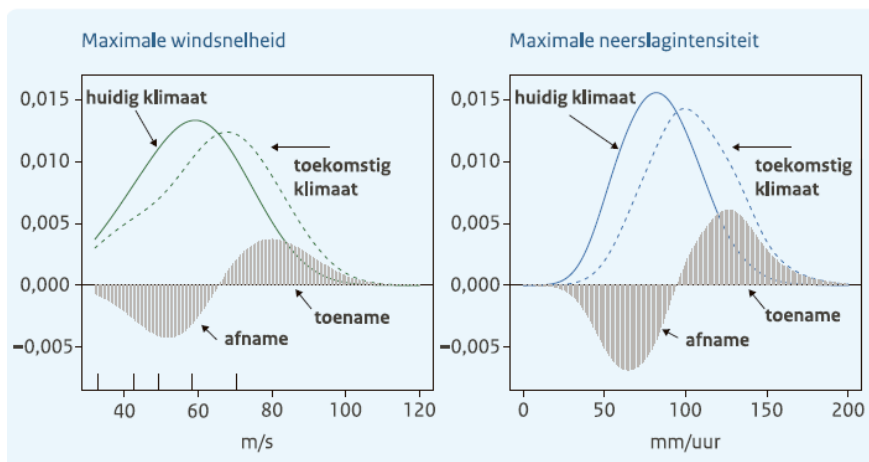 Maximale windsnelheid
0,015
0,010
0,005
0,000
−0,005
huidig klimaat
toekomstig
klimaat
toename
afname
40
60
80
100
120
m/s
Maximale neerslagintensiteit
0,015
0,010
0,005
0,000
−0,005
huidig klimaat
toekomstig
klimaat
toename
afname
0
50
100
150
200
mm/uur